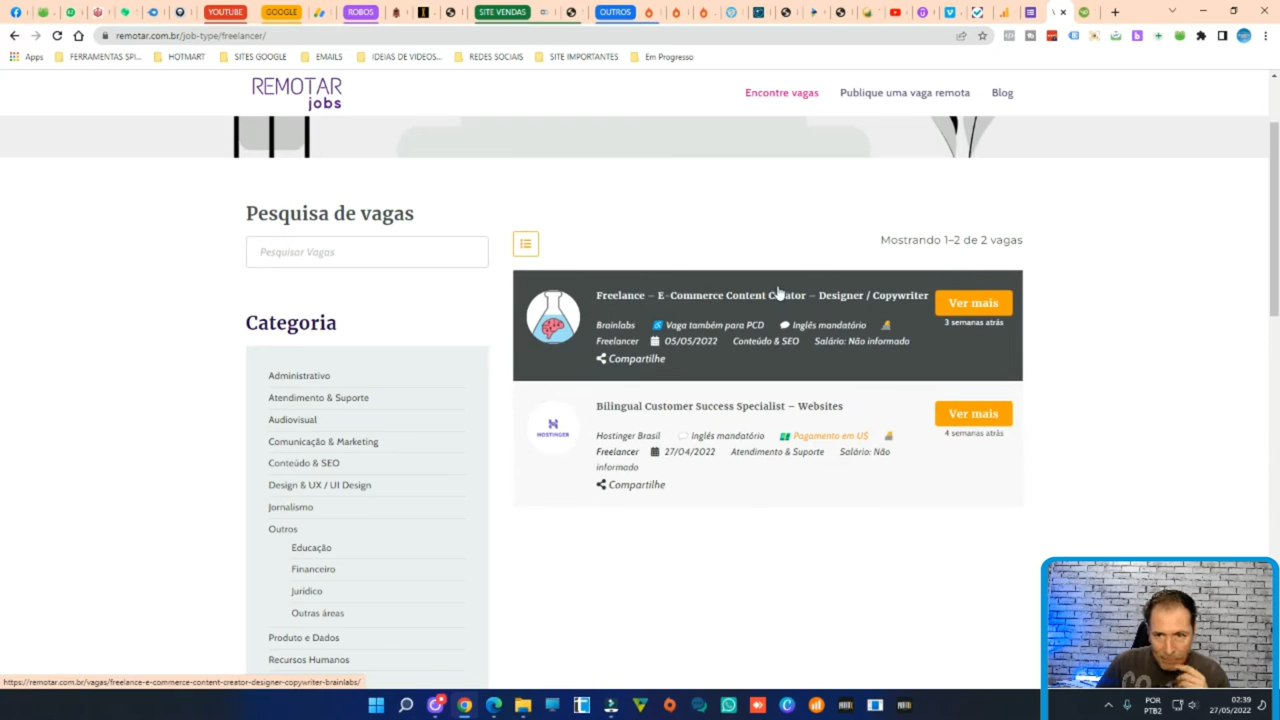 YOUTUBE
GOOGLE
ROBOS
SITE VENDAS
OUTROS
remotar.com.br/job-type/freelancer/
Apps
FERRAMENTAS SPI...
HOTMART
SITES GOOGLE
EMAILS
IDEIAS DE VIDEOS...
REDES SOCIAIS
SITE IMPORTANTES
Em Progresso
REMOTAR
jobs
Encontre vagas
Publique uma vaga remota
Blog
Pesquisa de vagas
Pesquisar Vagas
Mostrando 1–2 de 2 vagas
Freelance – E-Commerce Content Creator – Designer / Copywriter
Ver mais
3 semanas atrás
Brainlabs Vaga também para PCD Inglês mandatório
Freelancer 05/05/2022 Conteúdo & SEO Salário: Não informado
Compartilhe
Bilingual Customer Success Specialist – Websites
Ver mais
4 semanas atrás
HOSTINGER
Hostinger Brasil Inglês mandatório Pagamento em U$
Freelancer 27/04/2022 Atendimento & Suporte Salário: Não
informado
Compartilhe
Categoria
Administrativo
Atendimento & Suporte
Audiovisual
Comunicação & Marketing
Conteúdo & SEO
Design & UX / UI Design
Jornalismo
Outros
Educação
Financeiro
Jurídico
Outras áreas
Produto e Dados
Recursos Humanos
https://remotar.com.br/vagas/freelance-e-commerce-content-creator-designer-copywriter-brainlabs/
POR
PTB2
02:39
27/05/2022